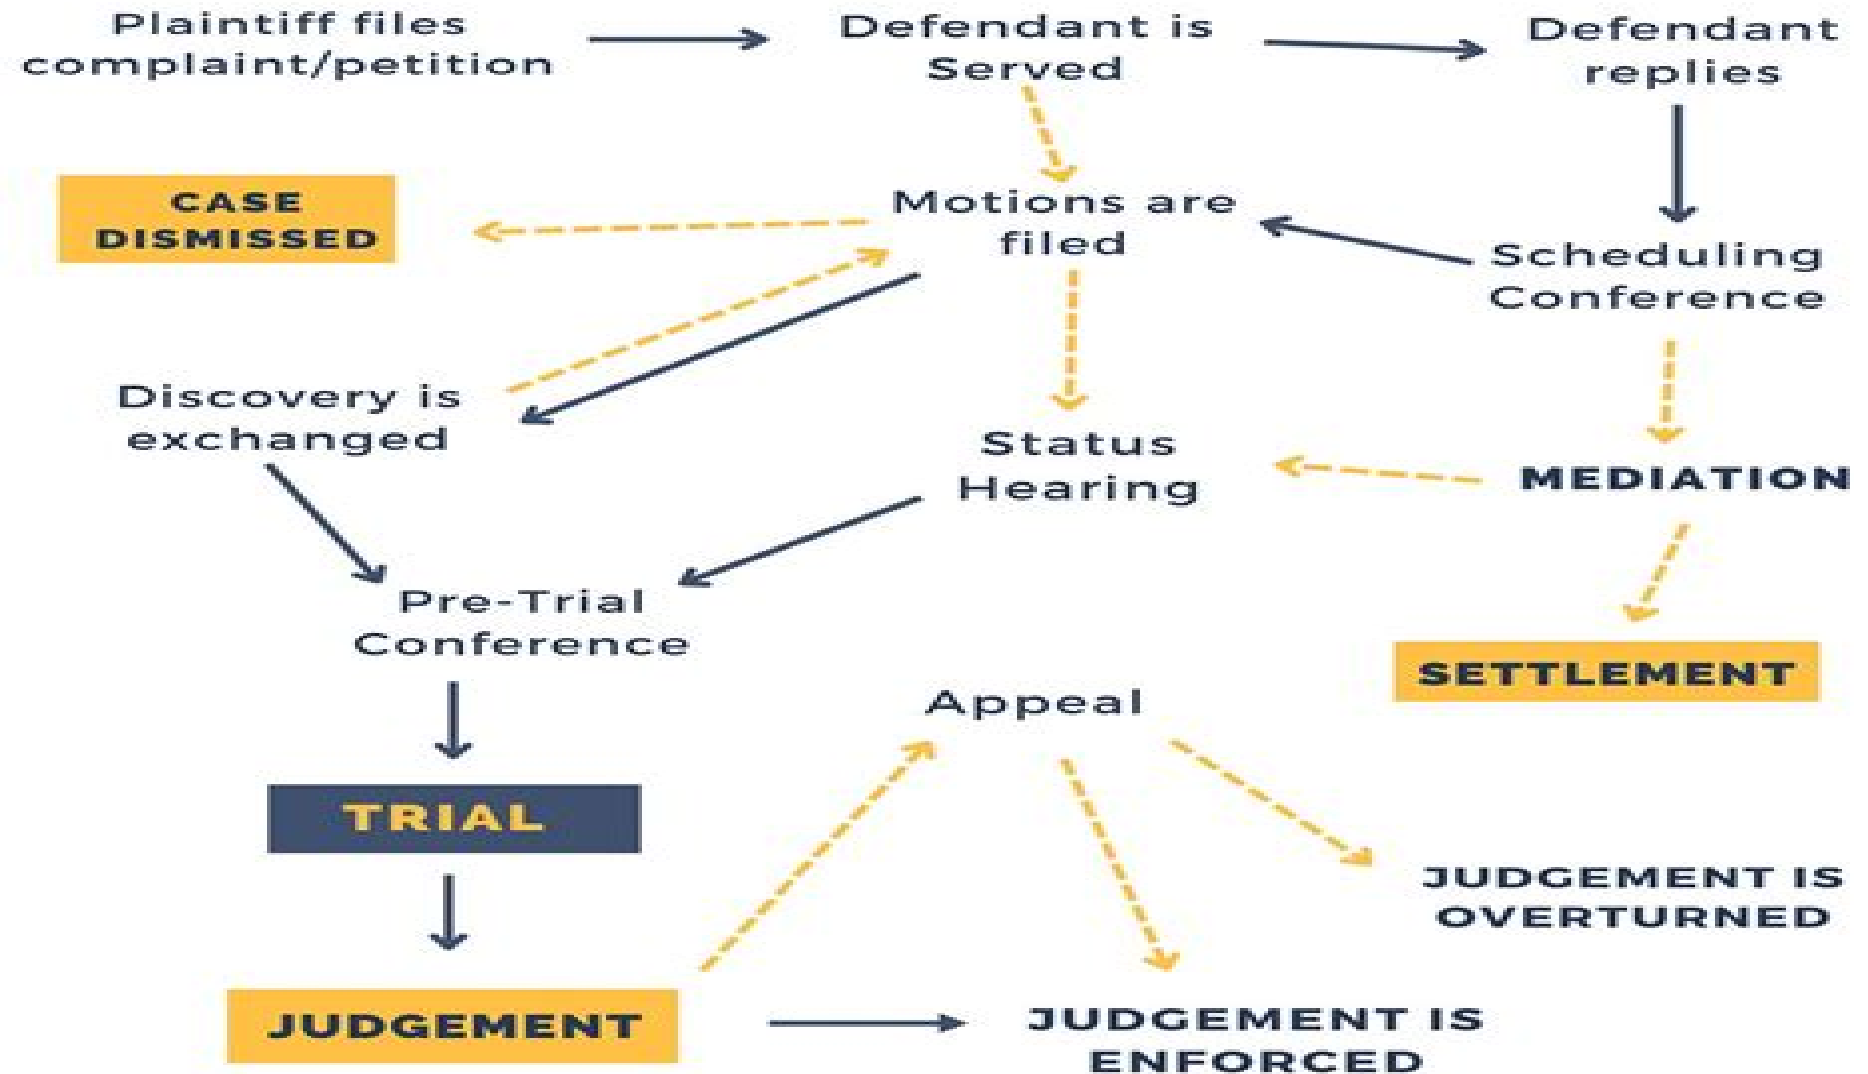 Plaintiff files
complaint/petition
Defendant is
Served
Defendant
replies
CASE
DISMISSED
Motions are
filed
Scheduling
Conference
Discovery is
exchanged
Status
Hearing
MEDIATION
Pre-Trial
Conference
SETTLEMENT
Appeal
TRIAL
JUDGEMENT IS
OVERTURNED
JUDGEMENT
JUDGEMENT IS
ENFORCED